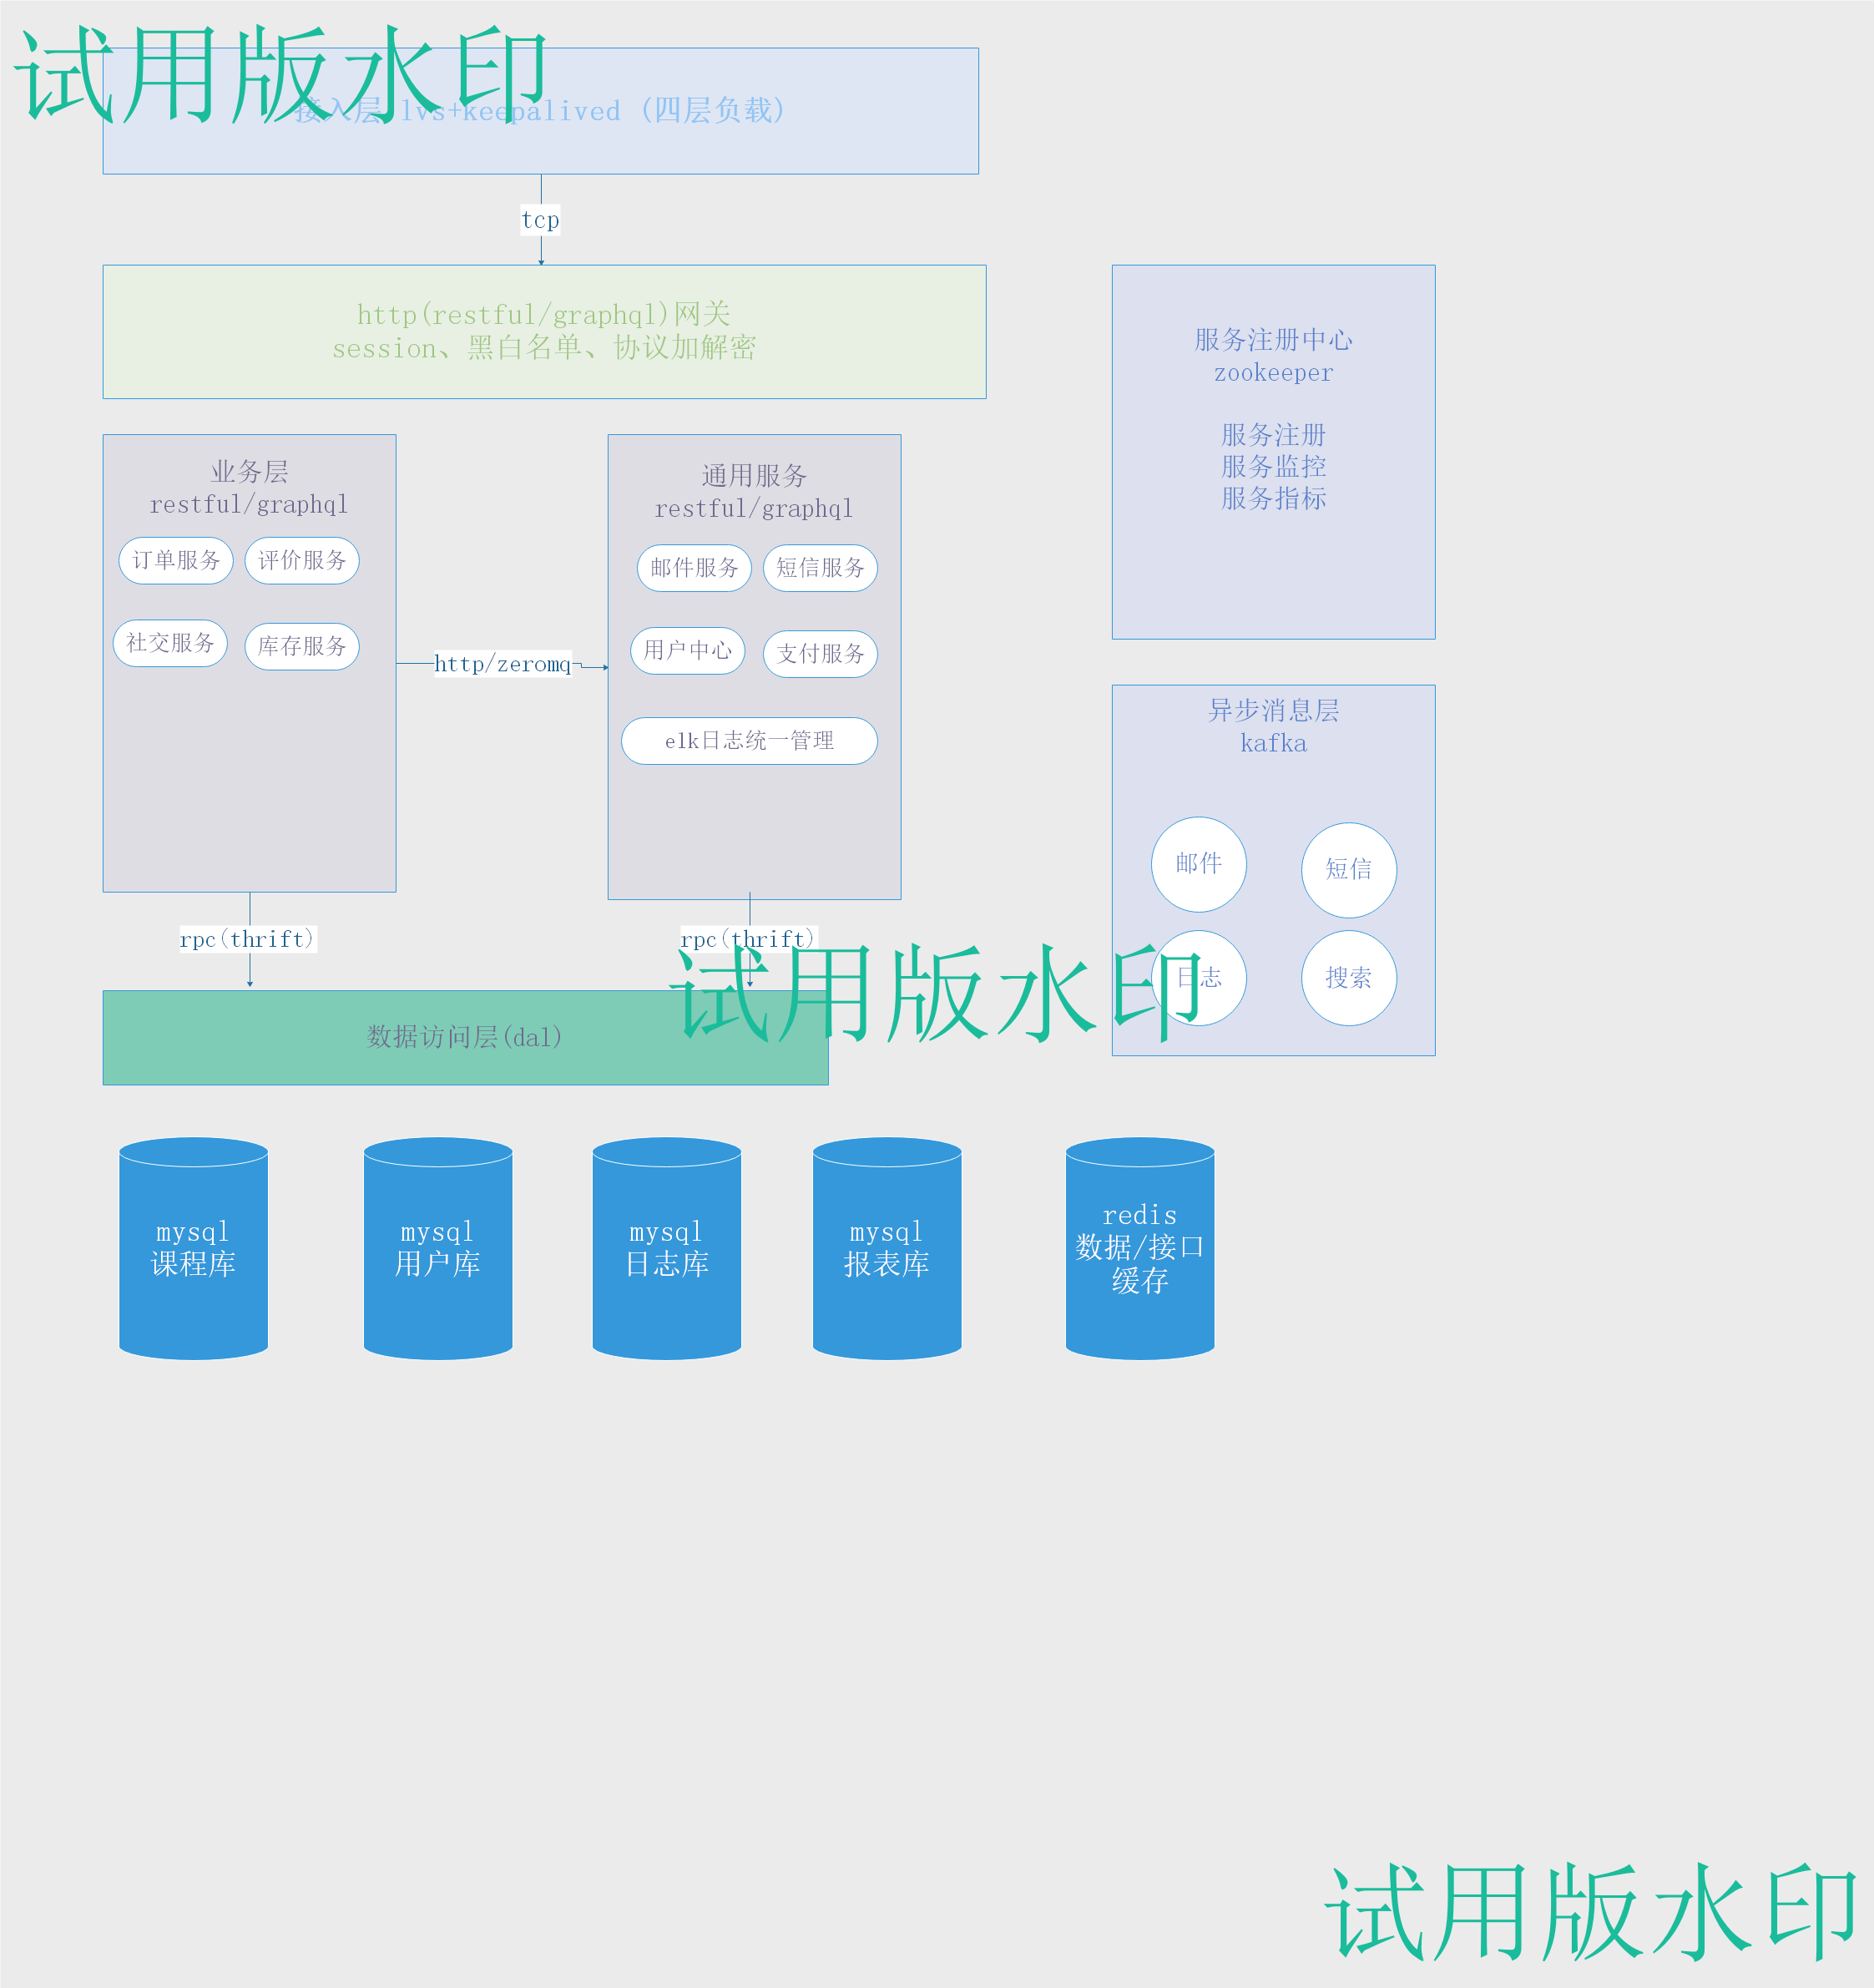 试用版水印
接入层 lvs+keepalived (四层负载)
tcp
http(restful/graphql)网关
session、黑白名单、协议加解密
服务注册中心
zookeeper
服务注册
服务监控
服务指标
业务层
restful/graphql
订单服务
评价服务
社交服务
库存服务
http/zeromq
通用服务
restful/graphql
邮件服务
短信服务
用户中心
支付服务
elk日志统一管理
异步消息层
kafka
邮件
短信
日志
搜索
rpc(thrift)
rpc(thrift)
试用版水印
数据访问层(dal)
mysql
课程库
mysql
用户库
mysql
日志库
mysql
报表库
redis
数据/接口
缓存
试用版水印